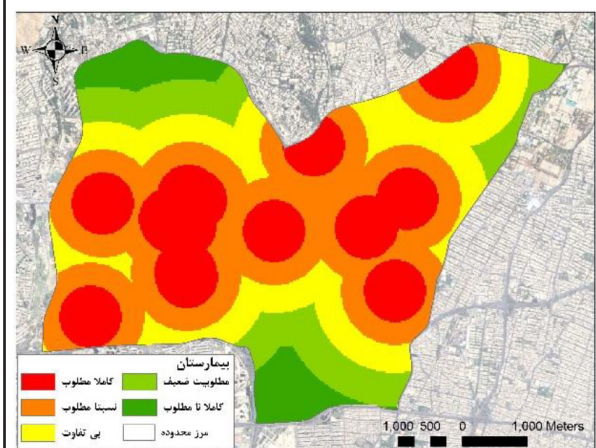 N
W E
S
بیمارستان
کاملا مطلوب مطلوبیت ضعیف
نسبتا مطلوب کاملا نا مطلوب
بی تفاوت مرز محدوده
1,000 500 0 1,000 Meters